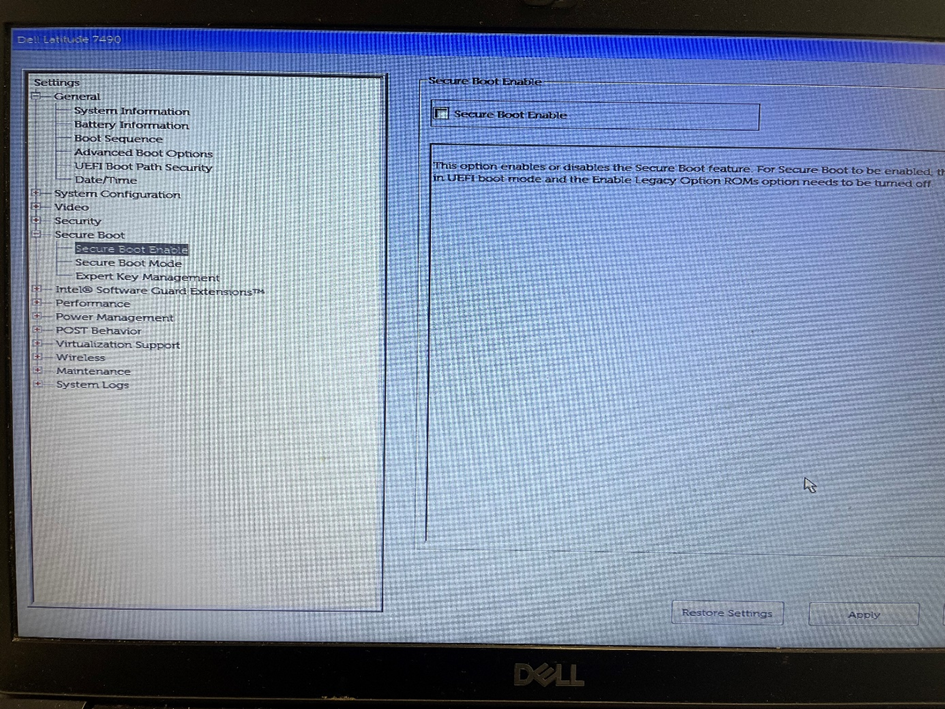 Dell Latitude 7490
Settings
General
System Information
Battery Information
Boot Sequence
Advanced Boot Options
UEFI Boot Path Security
Date/Time
System Configuration
Video
Security
Secure Boot
Secure Boot Enable
Secure Boot Mode
Expert Key Management
Intel® Software Guard Extensions™
Performance
Power Management
POST Behavior
Virtualization Support
Wireless
Maintenance
System Logs
Secure Boot Enable
Secure Boot Enable
This option enables or disables the Secure Boot feature. For Secure Boot to be enabled, th
in UEFI boot mode and the Enable Legacy Option ROMs option needs to be turned off
Restore Settings
Apply
DELL